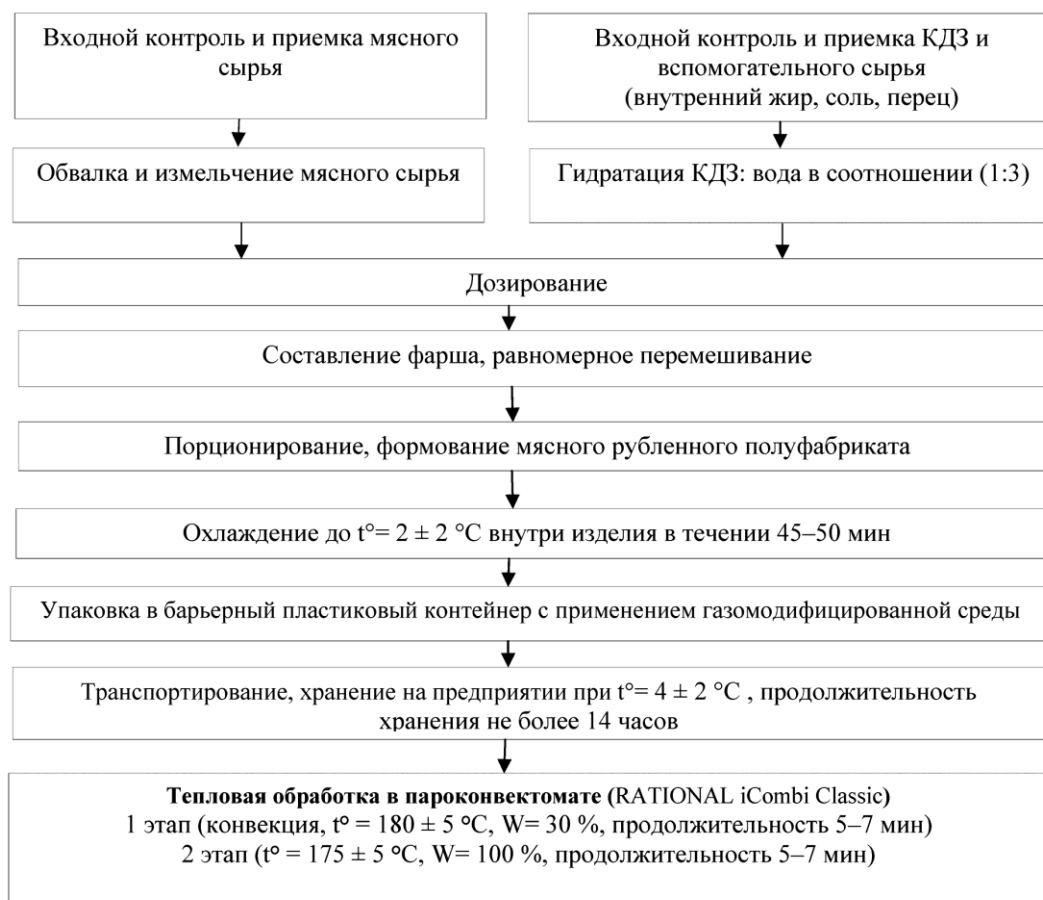 Входной контроль и приемка мясного
сырья
Входной контроль и приемка КДЗ и
вспомогательного сырья
(внутренний жир, соль, перец)
Обвалка и измельчение мясного сырья
Гидратация КДЗ: вода в соотношении (1:3)
Дозирование
Составление фарша, равномерное перемешивание
Порционирование, формование мясного рубленного полуфабриката
Охлаждение до t°= 2 ± 2 °C внутри изделия в течении 45–50 мин
Упаковка в барьерный пластиковый контейнер с применением газомодифицированной среды
Транспортирование, хранение на предприятии при t°= 4 ± 2 °C , продолжительность
хранения не более 14 часов
Тепловая обработка в пароконвектомате (RATIONAL iCombi Classic)
1 этап (конвекция, t° = 180 ± 5 °C, W= 30 %, продолжительность 5–7 мин)
2 этап (t° = 175 ± 5 °C, W= 100 %, продолжительность 5–7 мин)